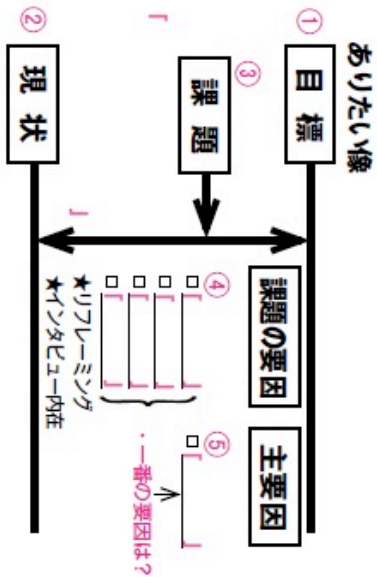 ありたい像
① 目標
③ 課題
『
』
② 現状
課題の要因
④
□『 』
□『 』
□『 』
□『 』
★リフレーミング
★インタビュー内在
主要因
⑤
□『 』
・一番の要因は？